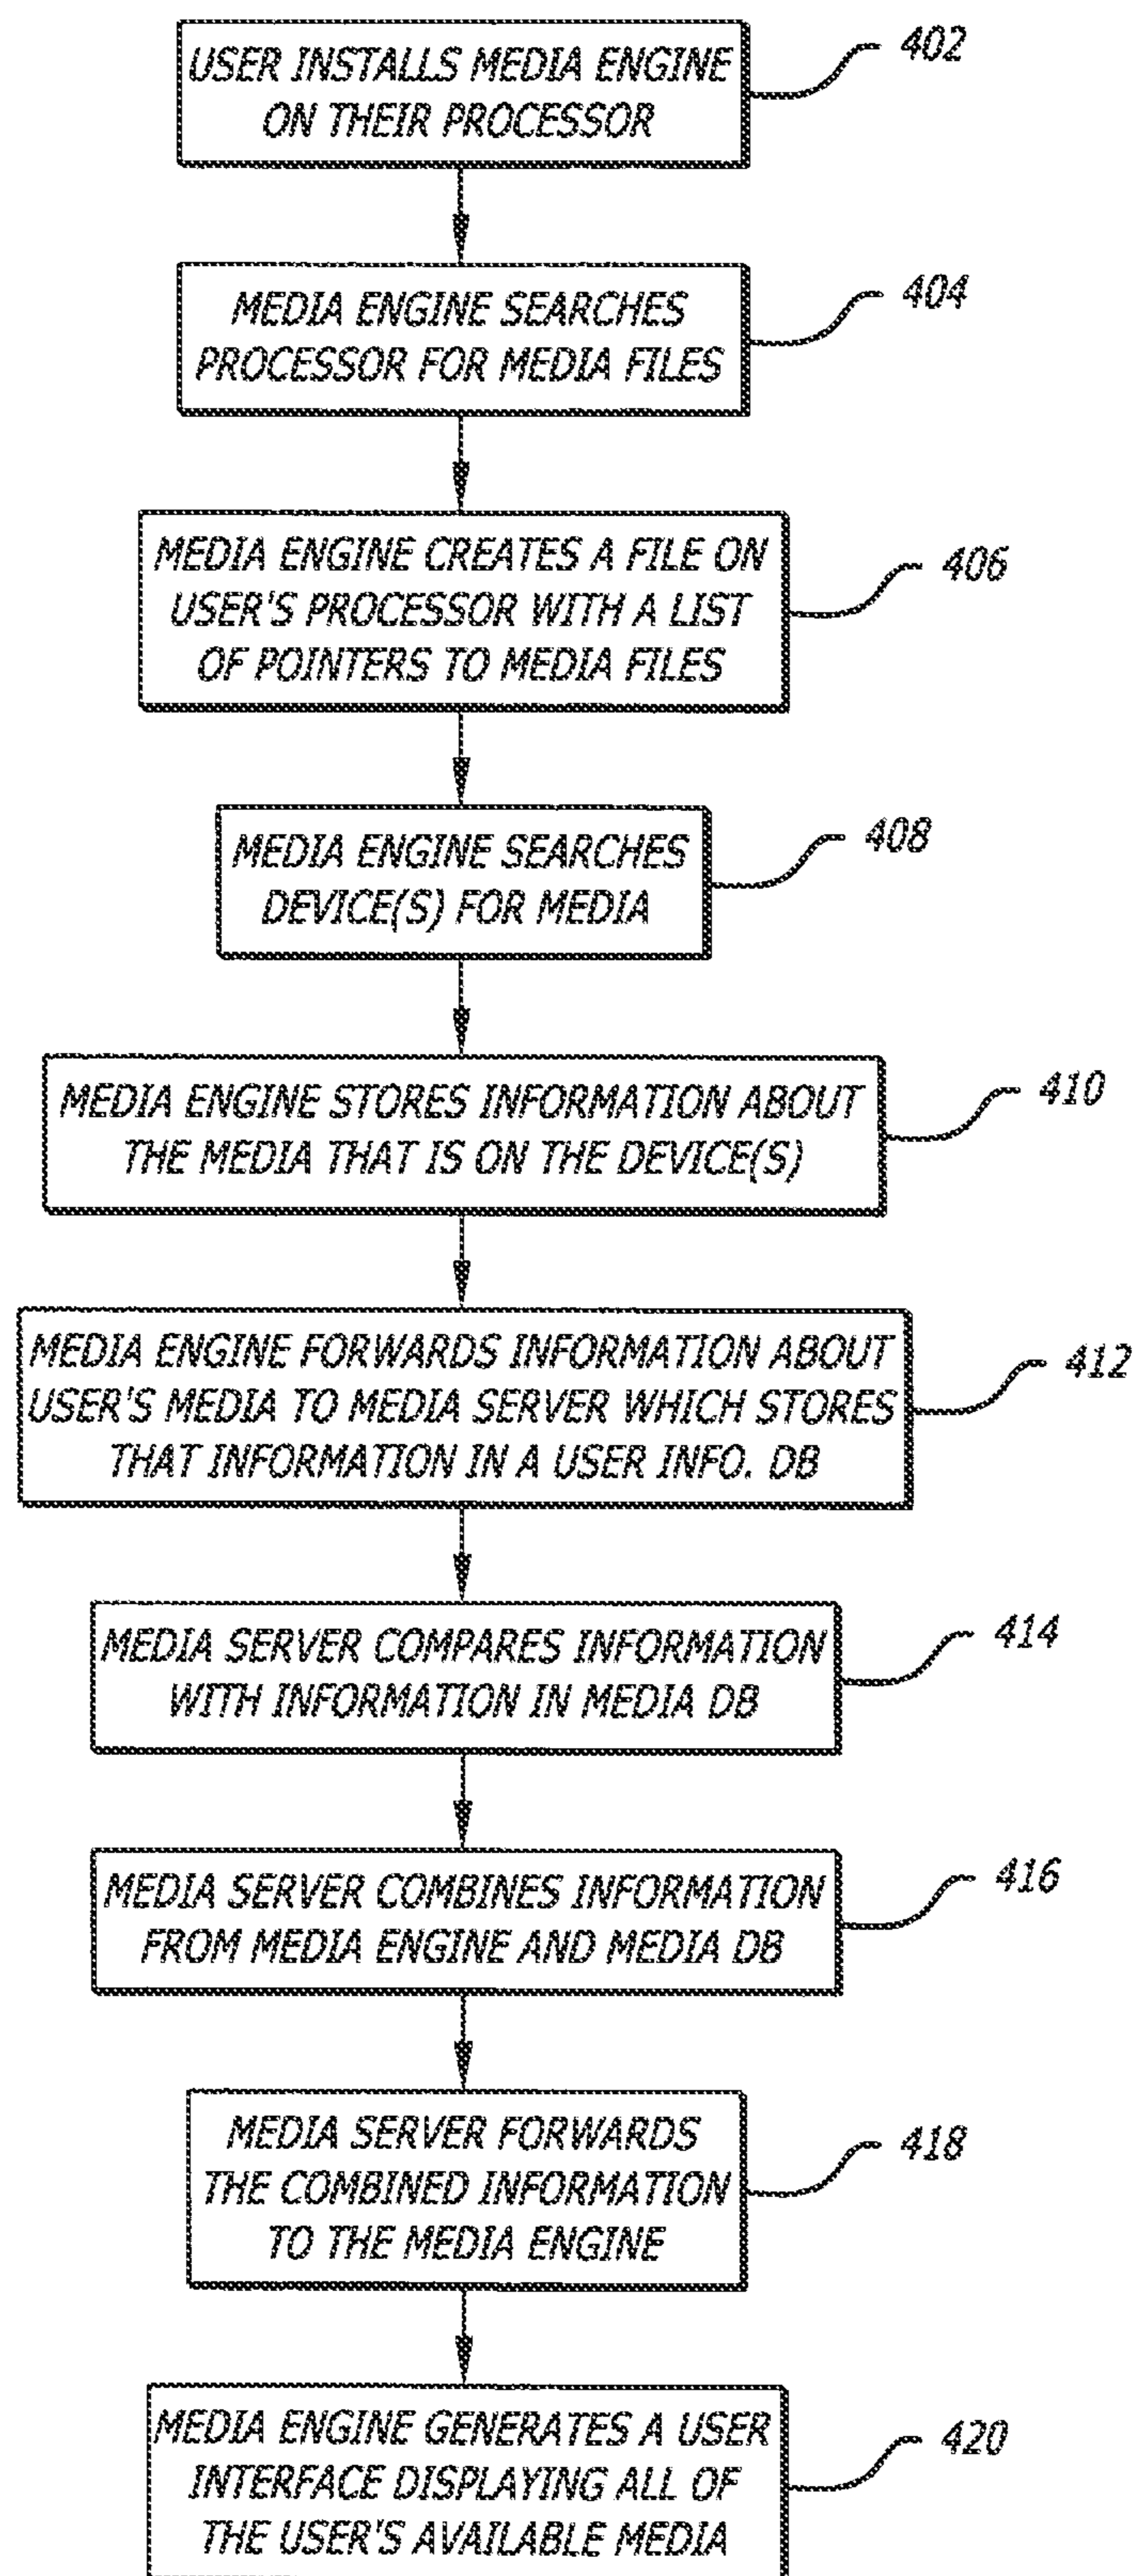 USER INSTALLS MEDIA ENGINE
ON THEIR PROCESSOR
402
MEDIA ENGINE SEARCHES
PROCESSOR FOR MEDIA FILES
404
MEDIA ENGINE CREATES A FILE ON
USER'S PROCESSOR WITH A LIST
OF POINTERS TO MEDIA FILES
406
MEDIA ENGINE SEARCHES
DEVICE(S) FOR MEDIA
408
MEDIA ENGINE STORES INFORMATION ABOUT
THE MEDIA THAT IS ON THE DEVICE(S)
410
MEDIA ENGINE FORWARDS INFORMATION ABOUT
USER'S MEDIA TO MEDIA SERVER WHICH STORES
THAT INFORMATION IN A USER INFO. DB
412
MEDIA SERVER COMPARES INFORMATION
WITH INFORMATION IN MEDIA DB
414
MEDIA SERVER COMBINES INFORMATION
FROM MEDIA ENGINE AND MEDIA DB
416
MEDIA SERVER FORWARDS
THE COMBINED INFORMATION
TO THE MEDIA ENGINE
418
MEDIA ENGINE GENERATES A USER
INTERFACE DISPLAYING ALL OF
THE USER'S AVAILABLE MEDIA
420